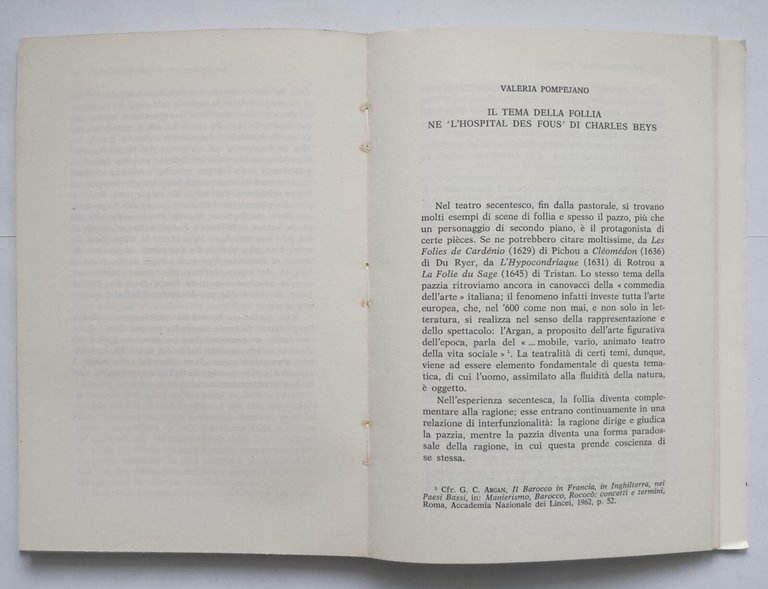 VALERIA POMPEJANO
IL TEMA DELLA FOLLIA
NE 'L'HOSPITAL DES FOUS' DI CHARLES BEYS
Nel teatro secentesco, fin dalla pastorale, si trovano
molti esempi di scene di follia e spesso il pazzo, più che
un personaggio di secondo piano, è il protagonista di
certe pièces. Se ne potrebbero citare moltissime, da Les
Folies de Cardénio (1629) di Pichou a Cléomédon (1636)
di Du Ryer, da L'Hypocondriaque (1631) di Rotrou a
La Folie du Sage (1645) di Tristan. Lo stesso tema della
pazzia ritroviamo ancora in canovacci della « commedia
dell'arte » italiana; il fenomeno infatti investe tutta l'arte
europea, che, nel '600 come non mai, e non solo in let-
teratura, si realizza nel senso della rappresentazione e
dello spettacolo: l'Argan, a proposito dell'arte figurativa
dell'epoca, parla del « ... mobile, vario, animato teatro
della vita sociale » ¹. La teatralità di certi temi, dunque,
viene ad essere elemento fondamentale di questa tema-
tica, di cui l'uomo, assimilato alla fluidità della natura,
è oggetto.
Nell'esperienza secentesca, la follia diventa comple-
mentare alla ragione; esse entrano continuamente in una
relazione di interfunzionalità: la ragione dirige e giudica
la pazzia, mentre la pazzia diventa una forma parados-
sale della ragione, in cui questa prende coscienza di
se stessa.
¹ Cfr. G. C. ARGAN, Il Barocco in Francia, in Inghilterra, nei
Paesi Bassi, in: Manierismo, Barocco, Rococò: concetti e termini,
Roma, Accademia Nazionale dei Lincei, 1962, p. 52.